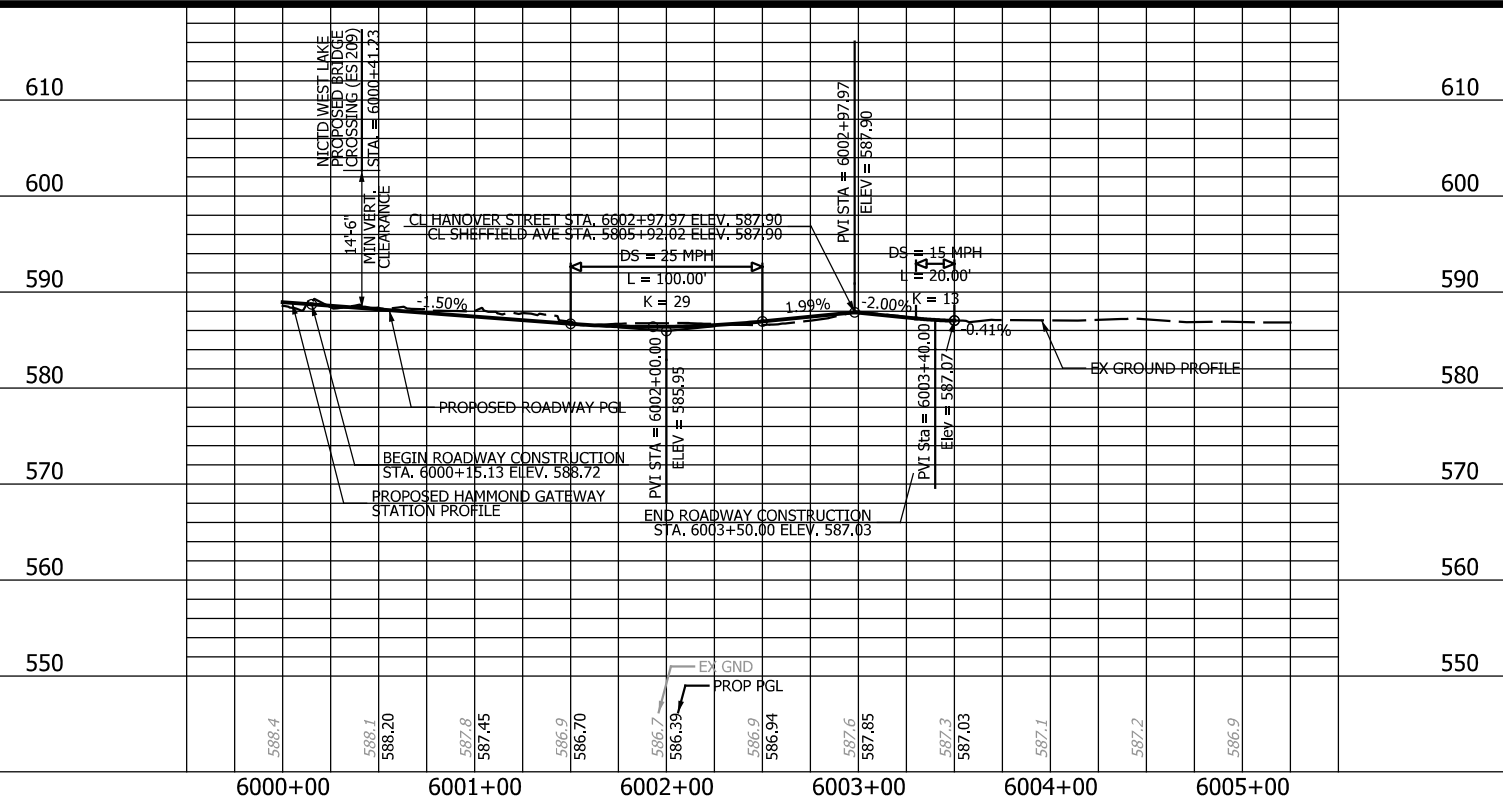 NICTD WEST LAKE
PROPOSED BRIDGE
CROSSING (ES 209)
STA. = 6000+41.23
14'-6"
MIN VERT.
CLEARANCE
CL HANOVER STREET STA. 6602+97.97 ELEV. 587.90
CL SHEFFIELD AVE STA. 5805+92.02 ELEV. 587.90
PVI STA = 6002+97.97
ELEV = 587.90
DS = 25 MPH
L = 100.00'
K = 29
DS = 15 MPH
L = 20.00'
K = 13
-1.50%
1.99%
-2.00%
-0.41%
PROPOSED ROADWAY PGL
BEGIN ROADWAY CONSTRUCTION
STA. 6000+15.13 ELEV. 588.72
PROPOSED HAMMOND GATEWAY
STATION PROFILE
PVI STA = 6002+00.00
ELEV = 585.95
PVI Sta = 6003+40.00
Elev = 587.07
EX GROUND PROFILE
END ROADWAY CONSTRUCTION
STA. 6003+50.00 ELEV. 587.03
610
600
590
580
570
560
550
610
600
590
580
570
560
550
EX GND
PROP PGL
588.4
588.1
588.20
587.8
587.45
586.9
586.70
586.7
586.39
586.9
586.94
587.6
587.85
587.3
587.03
587.1
587.2
586.9
6000+00 6001+00 6002+00 6003+00 6004+00 6005+00